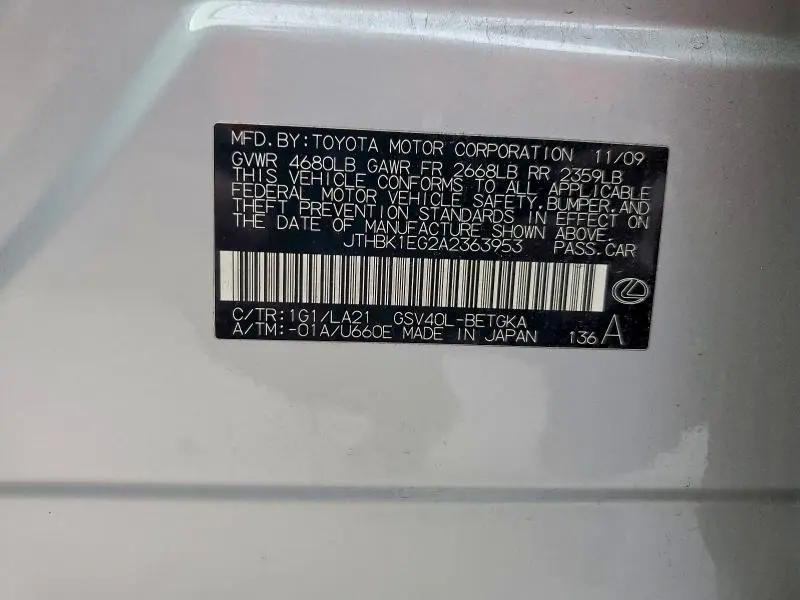 MFD.BY:TOYOTA MOTOR CORPORATION 11/09
GVWR 4680LB GAWR FR 2668LB RR 2359LB
THIS VEHICLE CONFORMS TO ALL APPLICABLE
FEDERAL MOTOR VEHICLE SAFETY,BUMPER,AND
THEFT PREVENTION STANDARDS IN EFFECT ON
THE DATE OF MANUFACTURE SHOWN ABOVE.
JTHBK1EG2A2363953 PASS.CAR
C/TR:1G1/LA21 GSV40L-BETGKA
A/TM:-01A/U660E MADE IN JAPAN 136 A